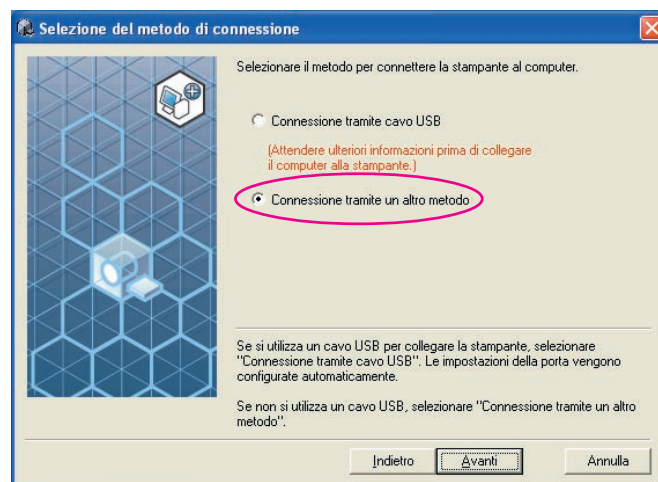 Selezione del metodo di connessione
Selezionare il metodo per connettere la stampante al computer.
Connessione tramite cavo USB
(Attendere ulteriori informazioni prima di collegare
il computer alla stampante.)
Connessione tramite un altro metodo
Se si utilizza un cavo USB per collegare la stampante, selezionare
"Connessione tramite cavo USB". Le impostazioni della porta vengono
configurate automaticamente.
Se non si utilizza un cavo USB, selezionare "Connessione tramite un altro
metodo".
Indietro Avanti Annulla